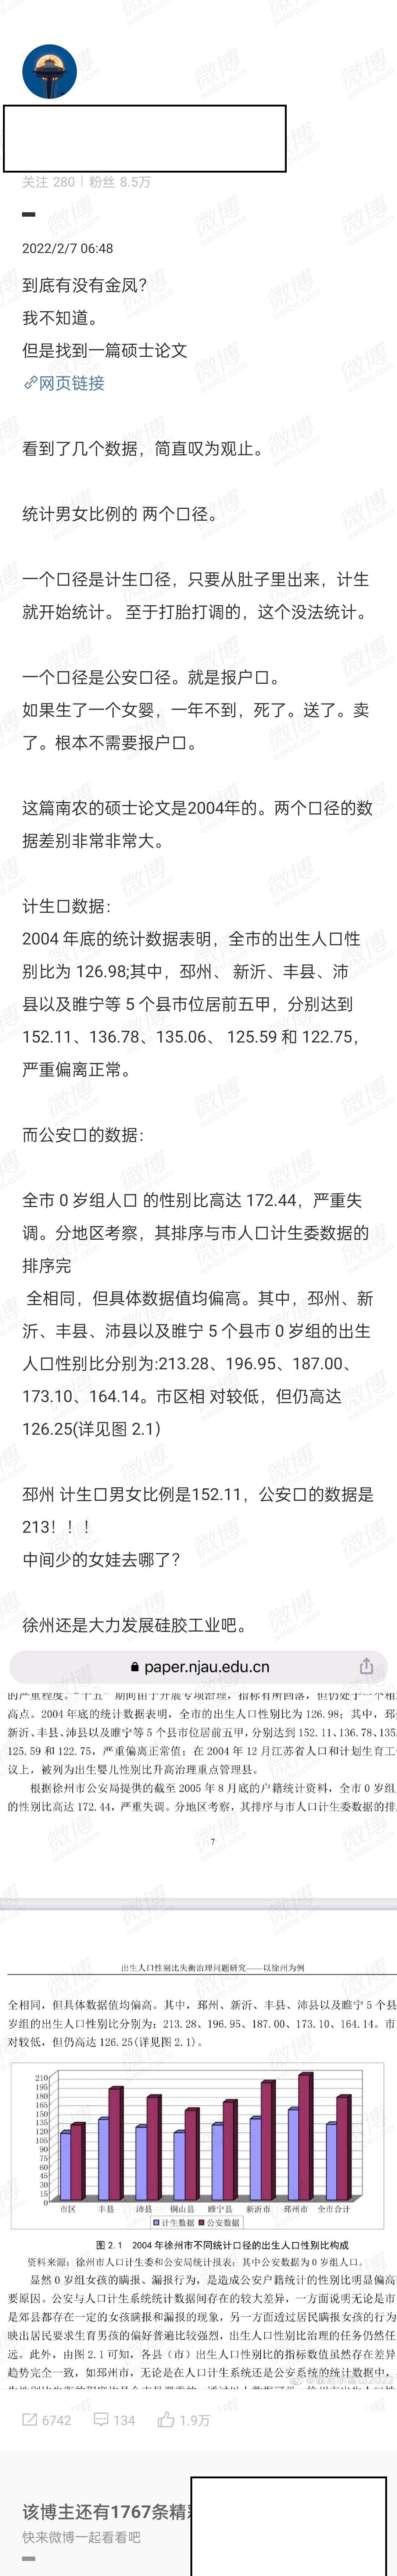 关注 280 | 粉丝 8.5万
2022/2/7 06:48
到底有没有金凤?
我不知道。
但是找到一篇硕士论文
网页链接
看到了几个数据，简直叹为观止。
统计男女比例的 两个口径。
一个口径是计生口径，只要从肚子里出来，计生
就开始统计。 至于打胎打调的，这个没法统计。
一个口径是公安口径。就是报户口。
如果生了一个女婴，一年不到，死了。送了。卖
了。根本不需要报户口。
这篇南农的硕士论文是2004年的。两个口径的数
据差别非常非常大。
计生口数据:
2004 年底的统计数据表明，全市的出生人口性
别比为 126.98;其中，邳州、 新沂、丰县、沛
县以及睢宁等 5 个县市位居前五甲，分别达到
152.11、136.78、135.06、 125.59 和 122.75，
严重偏离正常。
而公安口的数据:
全市 0 岁组人口 的性别比高达 172.44，严重失
调。分地区考察，其排序与市人口计生委数据的
排序完
全相同，但具体数据值均偏高。其中，邳州、新
沂、丰县、沛县以及睢宁 5 个县市 0 岁组的出生
人口性别比分别为:213.28、196.95、187.00、
173.10、164.14。市区相 对较低，但仍高达
126.25(详见图 2.1)
邳州 计生口男女比例是152.11，公安口的数据是
213！！！
中间少的女娃去哪了?
徐州还是大力发展硅胶工业吧。
paper.njau.edu.cn
的严重程度。"十五"期间由于开展专项治理，指标有所回落，但仍处于一个相
高点。2004 年底的统计数据表明，全市的出生人口性别比为 126.98；其中，邳
新沂、丰县、沛县以及睢宁等 5 个县市位居前五甲，分别达到 152.11、136.78、135.
125.59 和 122.75，严重偏离正常值；在 2004 年 12 月江苏省人口和计划生育工
议上，被列为出生婴儿性别比升高治理重点管理县。
根据徐州市公安局提供的截至 2005 年 8 月底的户籍统计资料，全市 0 岁组
的性别比高达 172.44，严重失调。分地区考察，其排序与市人口计生委数据的排
7
出生人口性别比失衡治理问题研究——以徐州为例
全相同，但具体数据值均偏高。其中，邳州、新沂、丰县、沛县以及睢宁 5 个县
岁组的出生人口性别比分别为：213.28、196.95、187.00、173.10、164.14。市
对较低，但仍高达 126.25(详见图 2.1)。
210
195
180
165
150
135
120
105
90
75
60
45
30
15
0
市区 丰县 沛县 铜山县 睢宁县 新沂市 邳州市 全市合计
计生数据 公安数据
图 2.1 2004 年徐州市不同统计口径的出生人口性别比构成
资料来源：徐州市人口计生委和公安局统计报表；其中公安数据为 0 岁组人口。
显然 0 岁组女孩的瞒报、漏报行为，是造成公安户籍统计的性别比明显偏高
要原因。公安与人口计生系统统计数据间存在的较大差异，一方面说明无论是市
是郊县都存在一定的女孩瞒报和漏报的现象，另一方面透过居民瞒报女孩的行为
映出居民要求生育男孩的偏好普遍比较强烈，出生人口性别比治理的任务仍然任
远。此外，由图 2.1 可知，各县（市）出生人口性别比的指标数值虽然存在差异
趋势完全一致，如邳州市，无论是在人口计生系统还是公安系统的统计数据中，
6742 134 1.9万
该博主还有1767条精彩
快来微博一起看看吧
微博
weibo.com